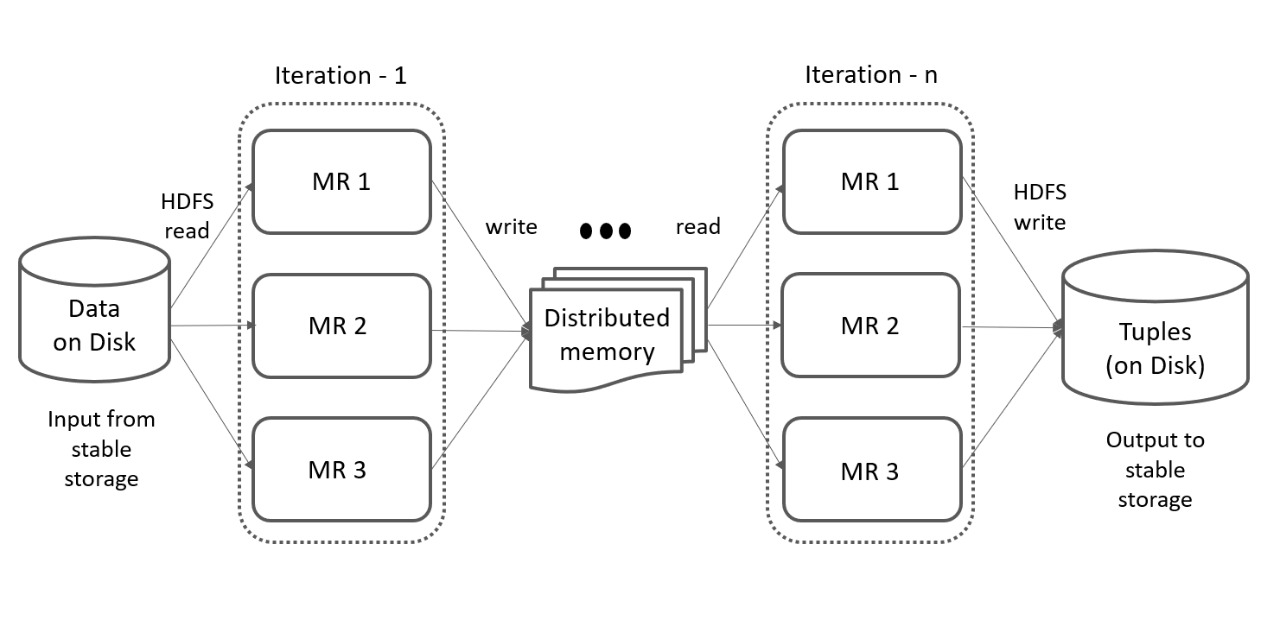 Iteration - 1
Iteration - n
MR 1
MR 1
HDFS
read
HDFS
write
write
read
Data
on Disk
MR 2
Distributed
memory
MR 2
Tuples
(on Disk)
Input from
stable
storage
MR 3
MR 3
Output to
stable
storage